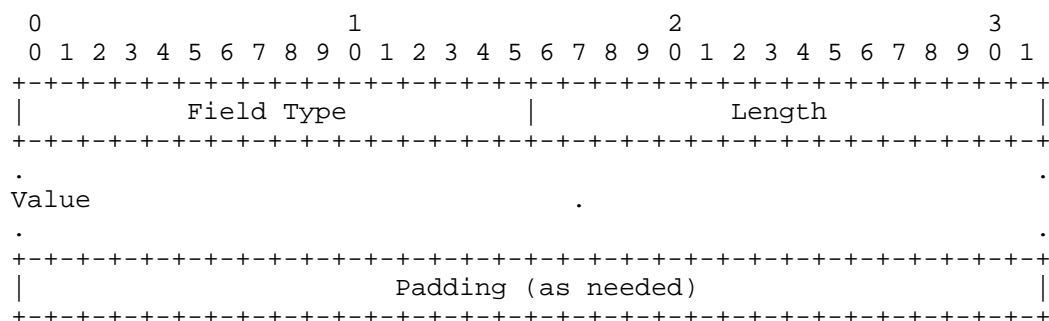 0                   1                   2                   3
 0 1 2 3 4 5 6 7 8 9 0 1 2 3 4 5 6 7 8 9 0 1 2 3 4 5 6 7 8 9 0 1
+-+-+-+-+-+-+-+-+-+-+-+-+-+-+-+-+-+-+-+-+-+-+-+-+-+-+-+-+-+-+-+-+
|          Field Type           |            Length             |
+-+-+-+-+-+-+-+-+-+-+-+-+-+-+-+-+-+-+-+-+-+-+-+-+-+-+-+-+-+-+-+-+
.                                                               .
Value                              .
.                                                               .
+-+-+-+-+-+-+-+-+-+-+-+-+-+-+-+-+-+-+-+-+-+-+-+-+-+-+-+-+-+-+-+-+
|                       Padding (as needed)                     |
+-+-+-+-+-+-+-+-+-+-+-+-+-+-+-+-+-+-+-+-+-+-+-+-+-+-+-+-+-+-+-+-+